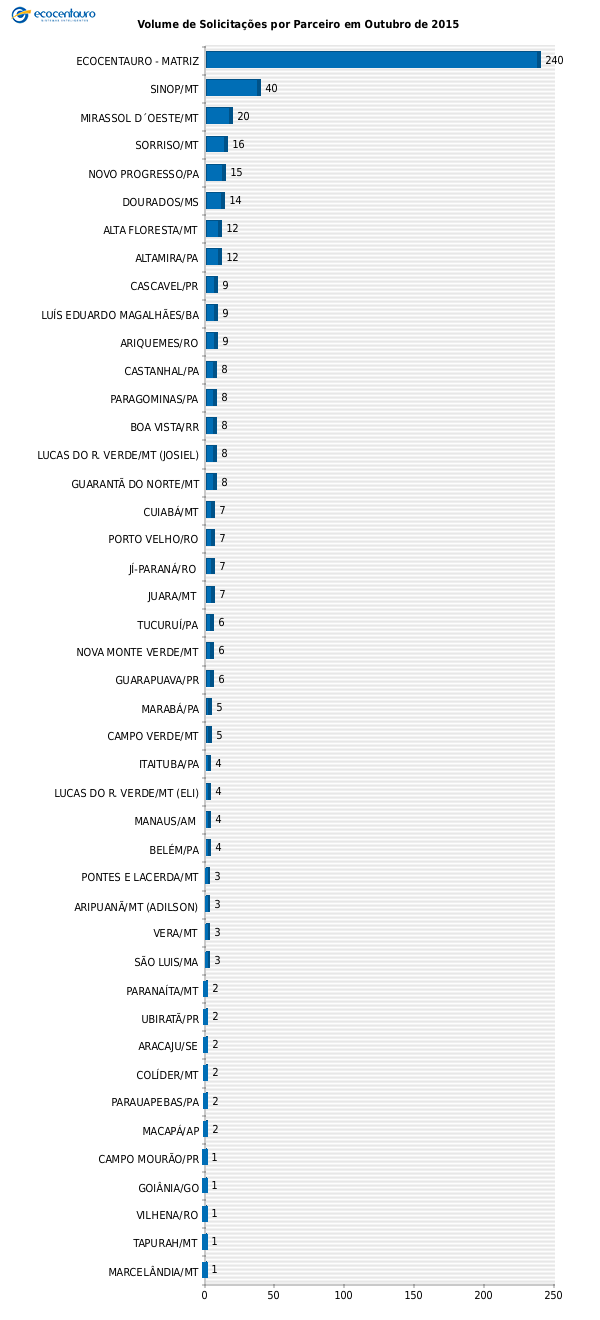 ecocentauro
Volume de Solicitações por Parceiro em Outubro de 2015
ECOCENTAURO - MATRIZ 240
SINOP/MT 40
MIRASSOL D´OESTE/MT 20
SORRISO/MT 16
NOVO PROGRESSO/PA 15
DOURADOS/MS 14
ALTA FLORESTA/MT 12
ALTAMIRA/PA 12
CASCAVEL/PR 9
LUÍS EDUARDO MAGALHÃES/BA 9
ARIQUEMES/RO 9
CASTANHAL/PA 8
PARAGOMINAS/PA 8
BOA VISTA/RR 8
LUCAS DO R. VERDE/MT (JOSIEL) 8
GUARANTÃ DO NORTE/MT 8
CUIABÁ/MT 7
PORTO VELHO/RO 7
JÍ-PARANÁ/RO 7
JUARA/MT 7
TUCURUÍ/PA 6
NOVA MONTE VERDE/MT 6
GUARAPUAVA/PR 6
MARABÁ/PA 5
CAMPO VERDE/MT 5
ITAITUBA/PA 4
LUCAS DO R. VERDE/MT (ELI) 4
MANAUS/AM 4
BELÉM/PA 4
PONTES E LACERDA/MT 3
ARIPUANÃ/MT (ADILSON) 3
VERA/MT 3
SÃO LUIS/MA 3
PARANAÍTA/MT 2
UBIRATÃ/PR 2
ARACAJU/SE 2
COLÍDER/MT 2
PARAUAPEBAS/PA 2
MACAPÁ/AP 2
CAMPO MOURÃO/PR 1
GOIÂNIA/GO 1
VILHENA/RO 1
TAPURAH/MT 1
MARCELÂNDIA/MT 1
0 50 100 150 200 250